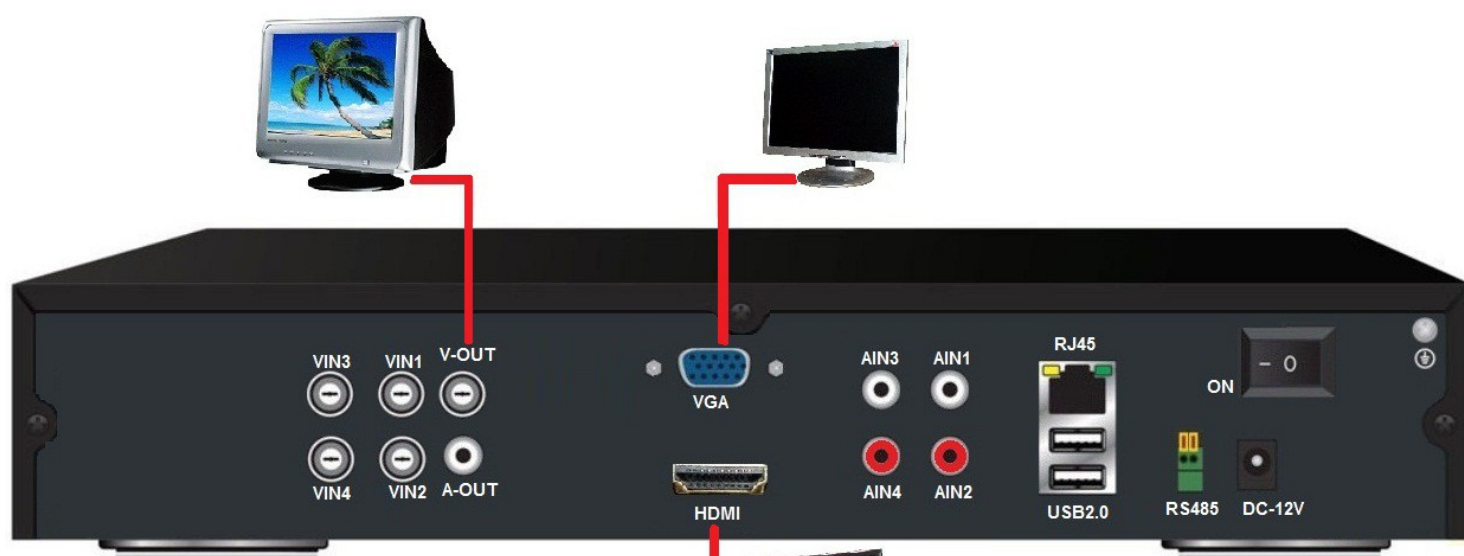 VIN3 VIN1 V-OUT
VIN4 VIN2 A-OUT
VGA
HDMI
AIN3 AIN1
AIN4 AIN2
RJ45
USB2.0
ON
– O
RS485 DC-12V